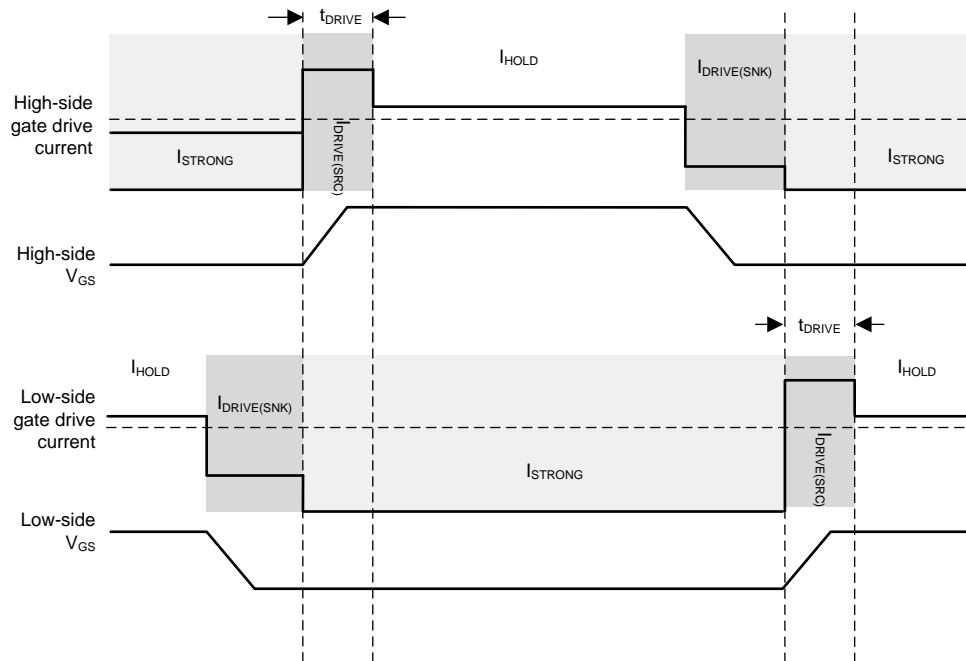 tDRIVE
IHOLD
IDRIVE(SNK)
High-side
gate drive
current
IDRIVE(SRC)
ISTRONG
ISTRONG
High-side
VGS
tDRIVE
IHOLD
IHOLD
Low-side
gate drive
current
IDRIVE(SNK)
IDRIVE(SRC)
ISTRONG
Low-side
VGS